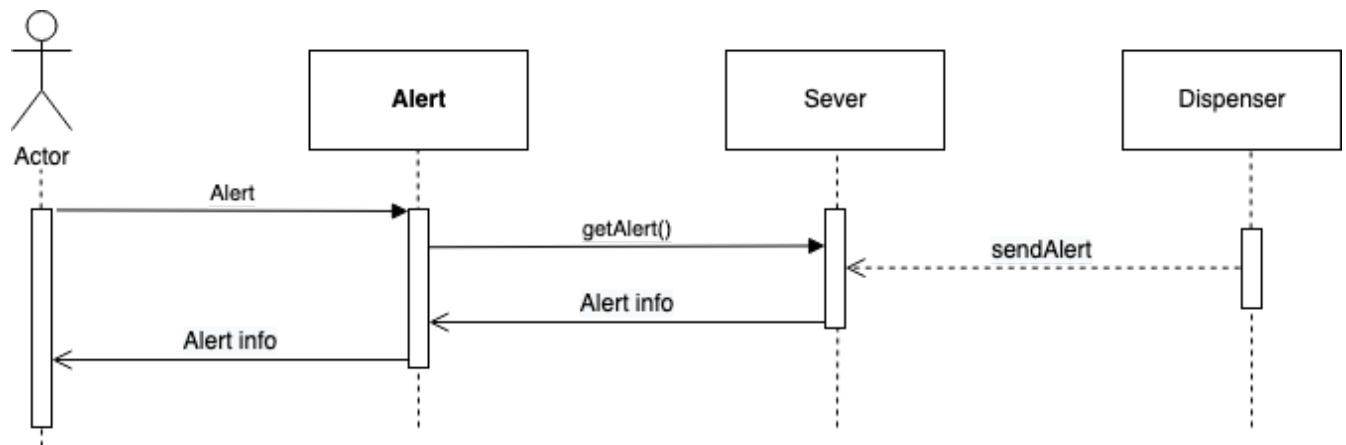 Alert
Sever
Dispenser
Actor
Alert
getAlert()
sendAlert
Alert info
Alert info